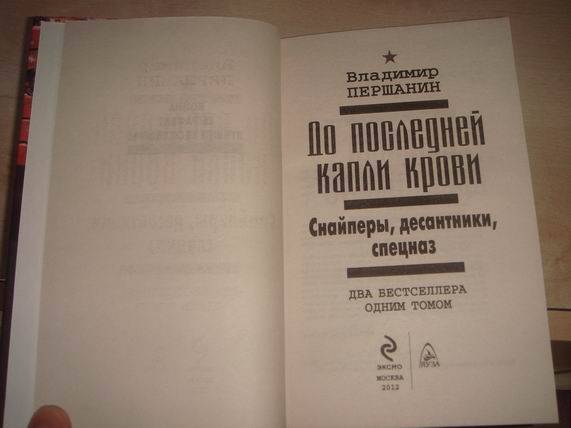 Владимир
ПЕРШАНИН
До последней
капли крови
Снайперы, десантники,
спецназ
ДВА БЕСТСЕЛЛЕРА
ОДНИМ ТОМОМ
ЭКСМО
МОСКВА
2012
ЯУЗА